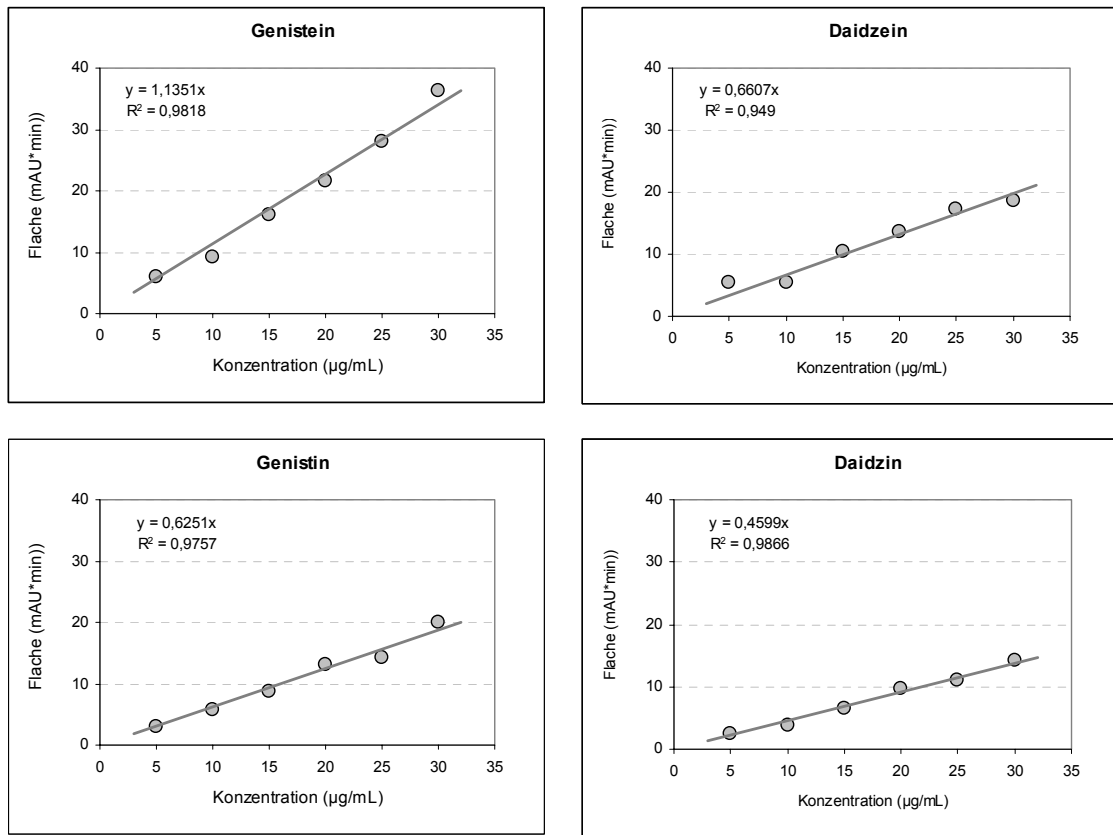 Genistein
y = 1,1351x
R² = 0,9818
Flache (mAU*min))
40
30
20
10
0
0 5 10 15 20 25 30 35
Konzentration (µg/mL)
Daidzein
y = 0,6607x
R² = 0,949
Flache (mAU*min))
40
30
20
10
0
0 5 10 15 20 25 30 35
Konzentration (µg/mL)
Genistin
y = 0,6251x
R² = 0,9757
Flache (mAU*min))
40
30
20
10
0
0 5 10 15 20 25 30 35
Konzentration (µg/mL)
Daidzin
y = 0,4599x
R² = 0,9866
Flache (mAU*min))
40
30
20
10
0
0 5 10 15 20 25 30 35
Konzentration (µg/mL)